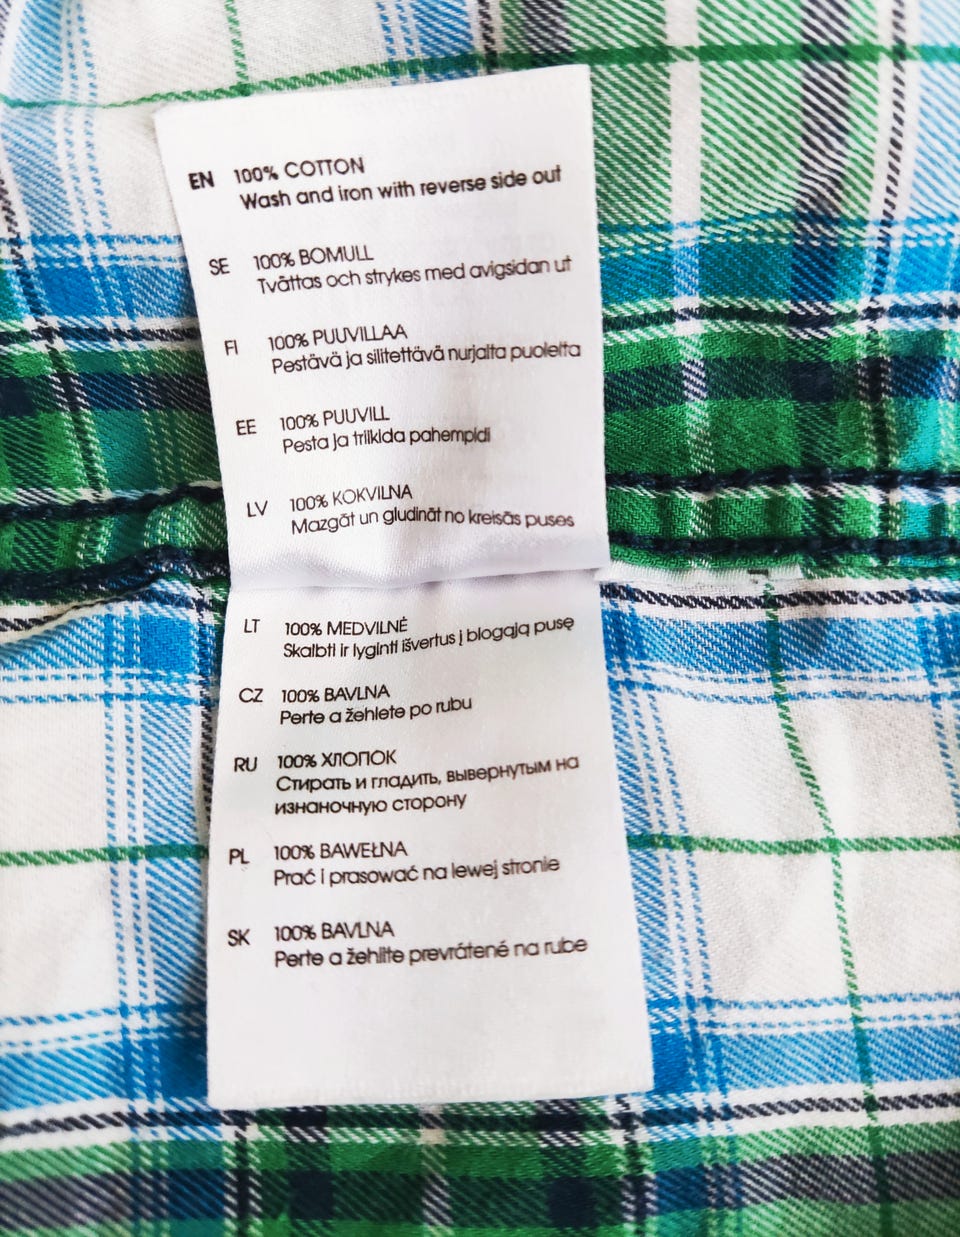 EN 100% COTTON
Wash and iron with reverse side out
SE 100% BOMULL
Tvättas och strykes med avigsidan ut
FI 100% PUUVILLAA
Pestävä ja silitettävä nurjalta puolelta
EE 100% PUUVILL
Pesta ja triikida pahempidi
LV 100% KOKVILNA
Mazgāt un gludināt no kreisās puses
LT 100% MEDVILNĖ
Skalbti ir lyginti išvertus į blogąją pusę
CZ 100% BAVLNA
Perte a žehlete po rubu
RU 100% ХЛОПОК
Стирать и гладить, вывернутым на
изнаночную сторону
PL 100% BAWEŁNA
Prać i prasować na lewej stronie
SK 100% BAVLNA
Perte a žehlite prevrátené na rube